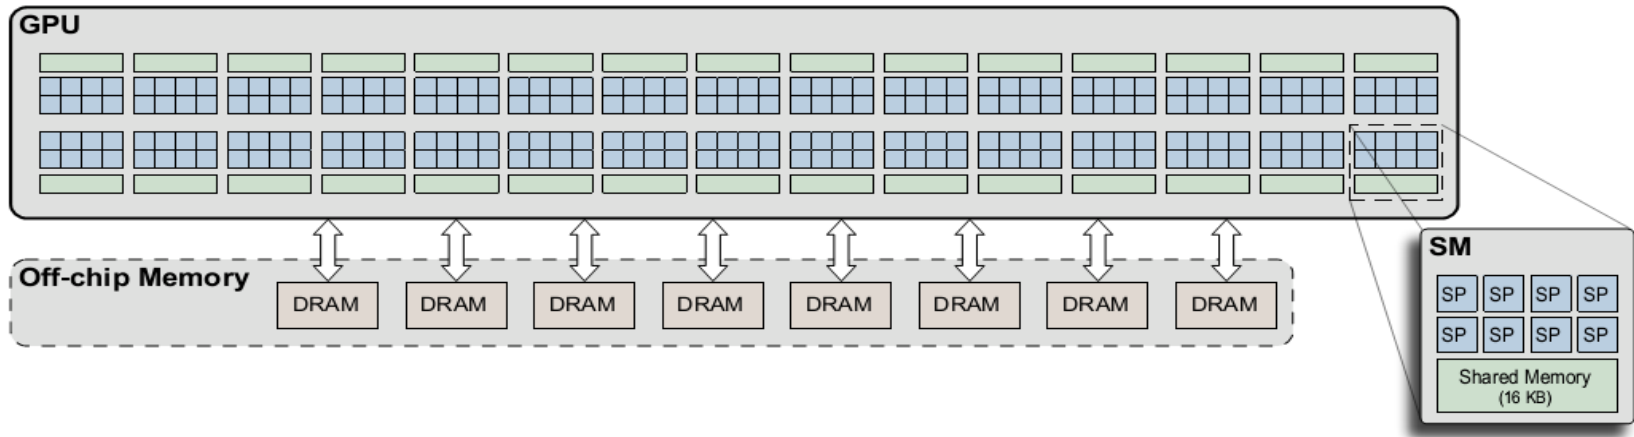 GPU
Off-chip Memory
DRAM DRAM DRAM DRAM DRAM DRAM DRAM DRAM
SM
SP SP SP SP
SP SP SP SP
Shared Memory
(16 KB)